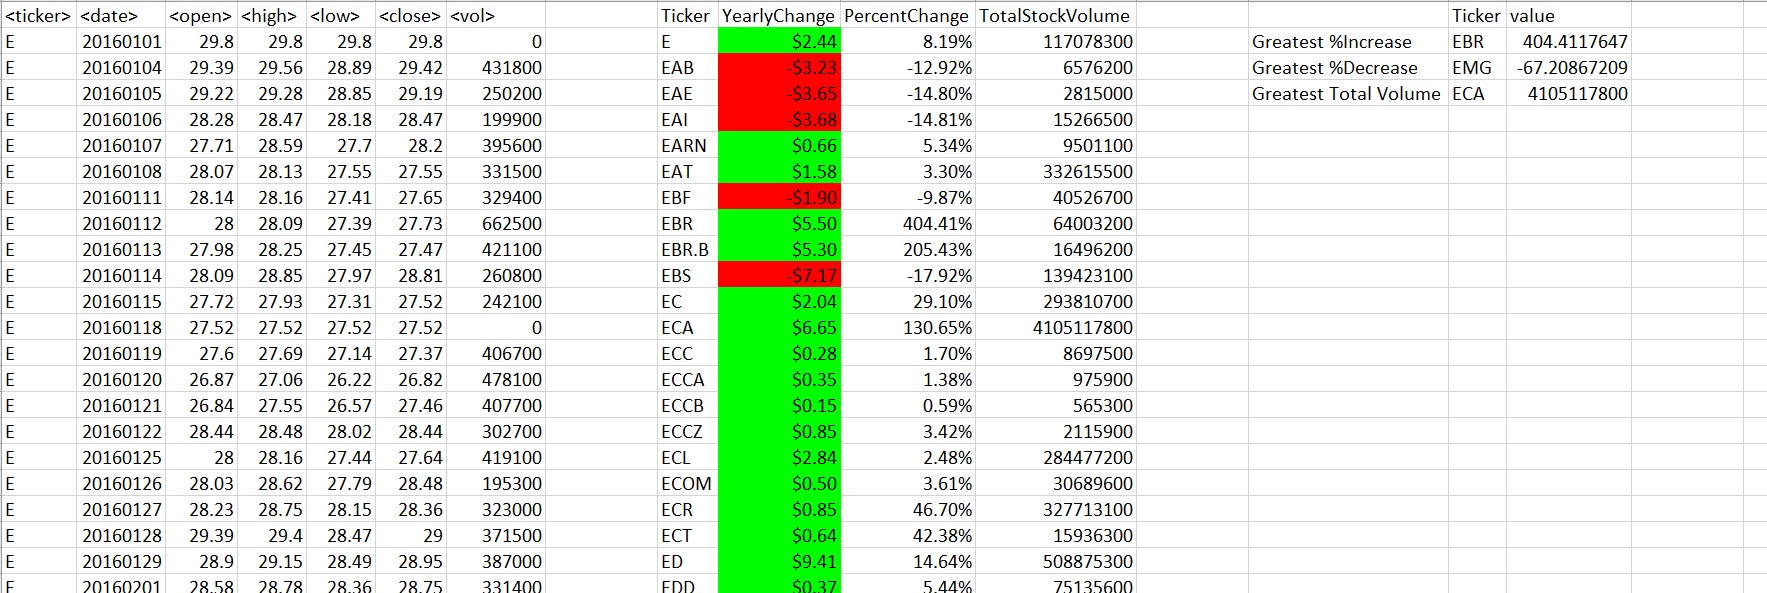 <ticker> <date> <open> <high> <low> <close> <vol> Ticker YearlyChange PercentChange TotalStockVolume Ticker value
E 20160101 29.8 29.8 29.8 29.8 0 E $2.44 8.19% 117078300 Greatest %Increase EBR 404.4117647
E 20160104 29.39 29.56 28.89 29.42 431800 EAB -$3.23 -12.92% 6576200 Greatest %Decrease EMG -67.20867209
E 20160105 29.22 29.28 28.85 29.19 250200 EAE -$3.65 -14.80% 2815000 Greatest Total Volume ECA 4105117800
E 20160106 28.28 28.47 28.18 28.47 199900 EAI -$3.68 -14.81% 15266500
E 20160107 27.71 28.59 27.7 28.2 395600 EARN $0.66 5.34% 9501100
E 20160108 28.07 28.13 27.55 27.55 331500 EAT $1.58 3.30% 332615500
E 20160111 28.14 28.16 27.41 27.65 329400 EBF -$1.90 -9.87% 40526700
E 20160112 28 28.09 27.39 27.73 662500 EBR $5.50 404.41% 64003200
E 20160113 27.98 28.25 27.45 27.47 421100 EBR.B $5.30 205.43% 16496200
E 20160114 28.09 28.85 27.97 28.81 260800 EBS -$7.17 -17.92% 139423100
E 20160115 27.72 27.93 27.31 27.52 242100 EC $2.04 29.10% 293810700
E 20160118 27.52 27.52 27.52 27.52 0 ECA $6.65 130.65% 4105117800
E 20160119 27.6 27.69 27.14 27.37 406700 ECC $0.28 1.70% 8697500
E 20160120 26.87 27.06 26.22 26.82 478100 ECCA $0.35 1.38% 975900
E 20160121 26.84 27.55 26.57 27.46 407700 ECCB $0.15 0.59% 565300
E 20160122 28.44 28.48 28.02 28.44 302700 ECCZ $0.85 3.42% 2115900
E 20160125 28 28.16 27.44 27.64 419100 ECL $2.84 2.48% 284477200
E 20160126 28.03 28.62 27.79 28.48 195300 ECOM $0.50 3.61% 30689600
E 20160127 28.23 28.75 28.15 28.36 323000 ECR $0.85 46.70% 327713100
E 20160128 29.39 29.4 28.47 29 371500 ECT $0.64 42.38% 15936300
E 20160129 28.9 29.15 28.49 28.95 387000 ED $9.41 14.64% 508875300
E 20160201 28.58 28.78 28.36 28.75 331400 EDD $0.37 5.44% 75135600